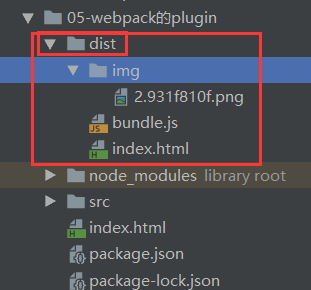 05-webpack的plugin
dist
img
2.931f810f.png
bundle.js
index.html
node_modules library root
src
index.html
package.json
package-lock.json